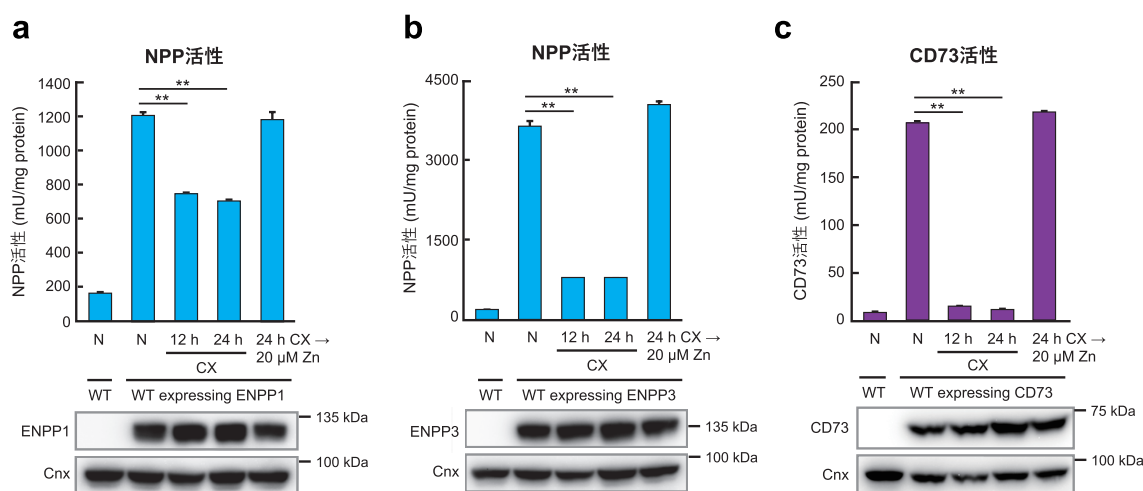 a
NPP活性
NPP活性 (mU/mg protein)
1400
1200
1000
800
600
400
200
0
**
**
N
N
12 h
24 h
24 h CX →
20 µM Zn
CX
WT
WT expressing ENPP1
ENPP1
135 kDa
100 kDa
Cnx
b
NPP活性
NPP活性 (mU/mg protein)
4500
3000
1500
0
**
**
N
N
12 h
24 h
24 h CX →
20 µM Zn
CX
WT
WT expressing ENPP3
ENPP3
135 kDa
100 kDa
Cnx
c
CD73活性
CD73活性 (mU/mg protein)
250
200
150
100
50
0
**
**
N
N
12 h
24 h
24 h CX →
20 µM Zn
CX
WT
WT expressing CD73
CD73
75 kDa
100 kDa
Cnx